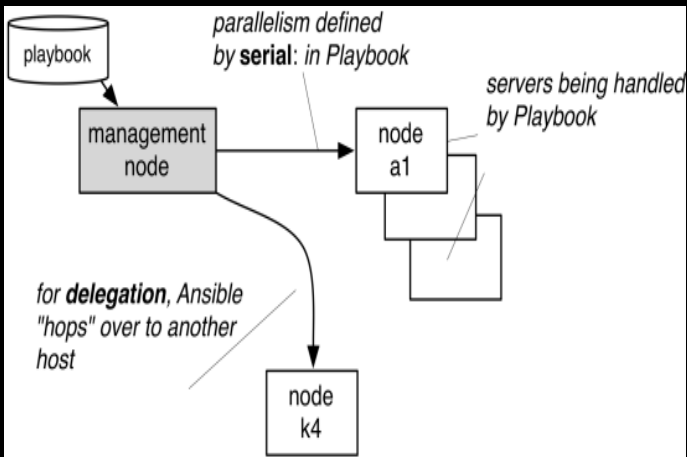 playbook
parallelism defined
by serial: in Playbook
servers being handled
by Playbook
management
node
node
a1
for delegation, Ansible
"hops" over to another
host
node
k4